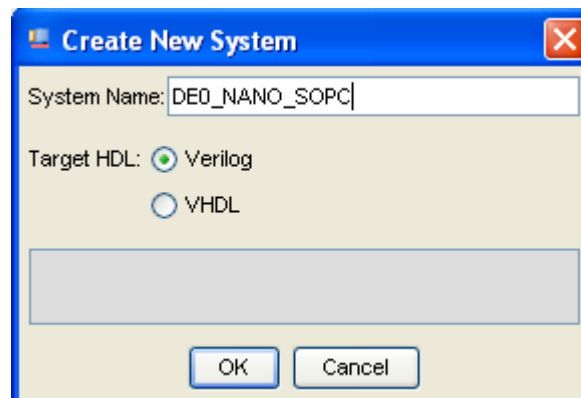 Create New System
System Name: DE0_NANO_SOPC
Target HDL: Verilog
VHDL
OK Cancel